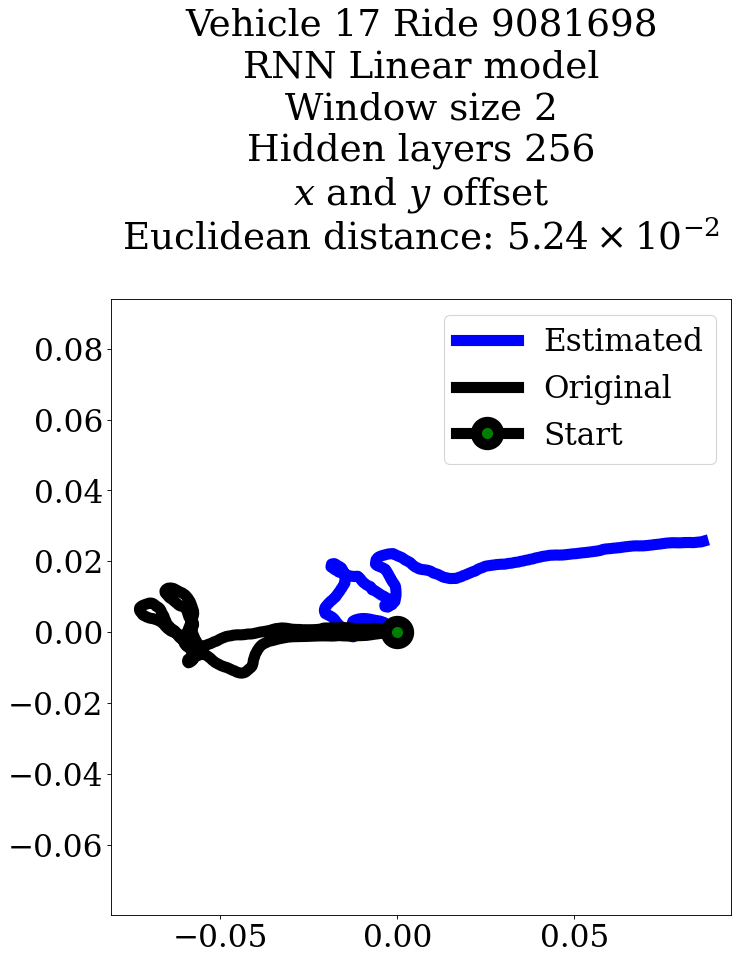 Vehicle 17 Ride 9081698
RNN Linear model
Window size 2
Hidden layers 256
x and y offset
Euclidean distance: 5.24 × 10⁻²
Estimated
Original
Start
0.08
0.06
0.04
0.02
0.00
−0.02
−0.04
−0.06
−0.05 0.00 0.05